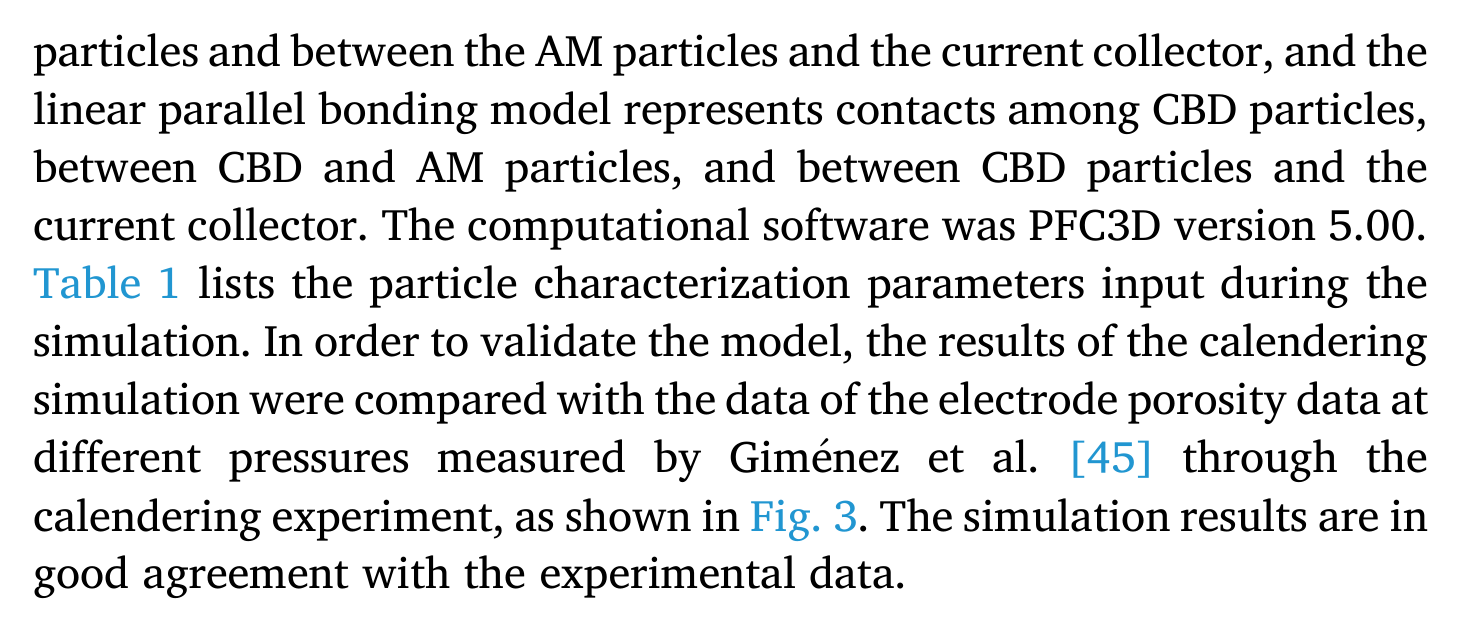 particles and between the AM particles and the current collector, and the
linear parallel bonding model represents contacts among CBD particles,
between CBD and AM particles, and between CBD particles and the
current collector. The computational software was PFC3D version 5.00.
Table 1 lists the particle characterization parameters input during the
simulation. In order to validate the model, the results of the calendering
simulation were compared with the data of the electrode porosity data at
different pressures measured by Giménez et al. [45] through the
calendering experiment, as shown in Fig. 3. The simulation results are in
good agreement with the experimental data.